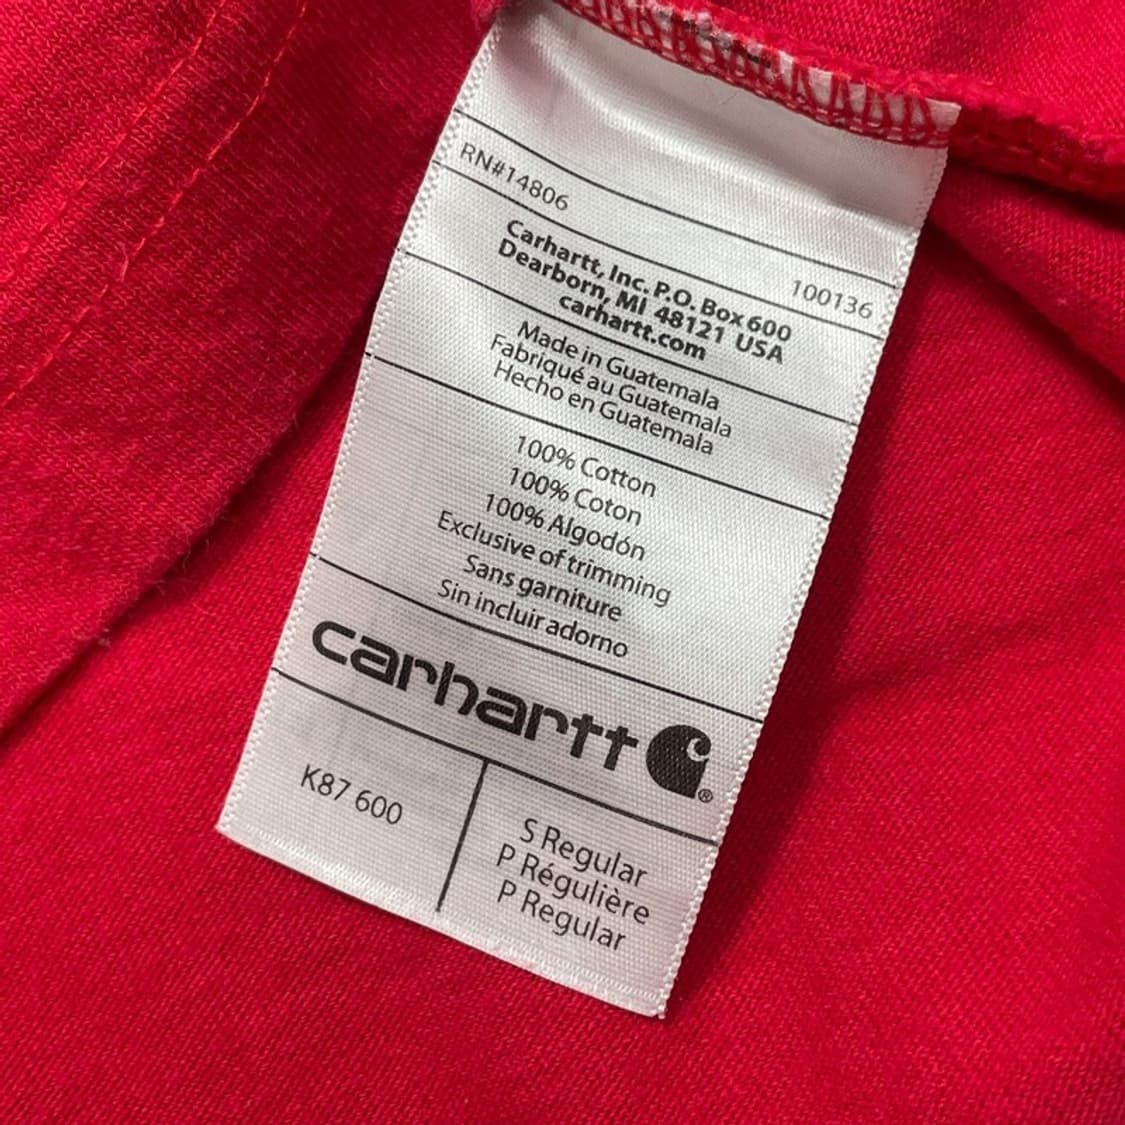 RN#14806 100136
Carhartt, Inc. P.O. Box 600
Dearborn, MI 48121 USA
carhartt.com
Made in Guatemala
Fabriqué au Guatemala
Hecho en Guatemala
100% Cotton
100% Coton
100% Algodón
Exclusive of trimming
Sans garniture
Sin incluir adorno
carhartt ®
K87 600
S Regular
P Régulière
P Regular